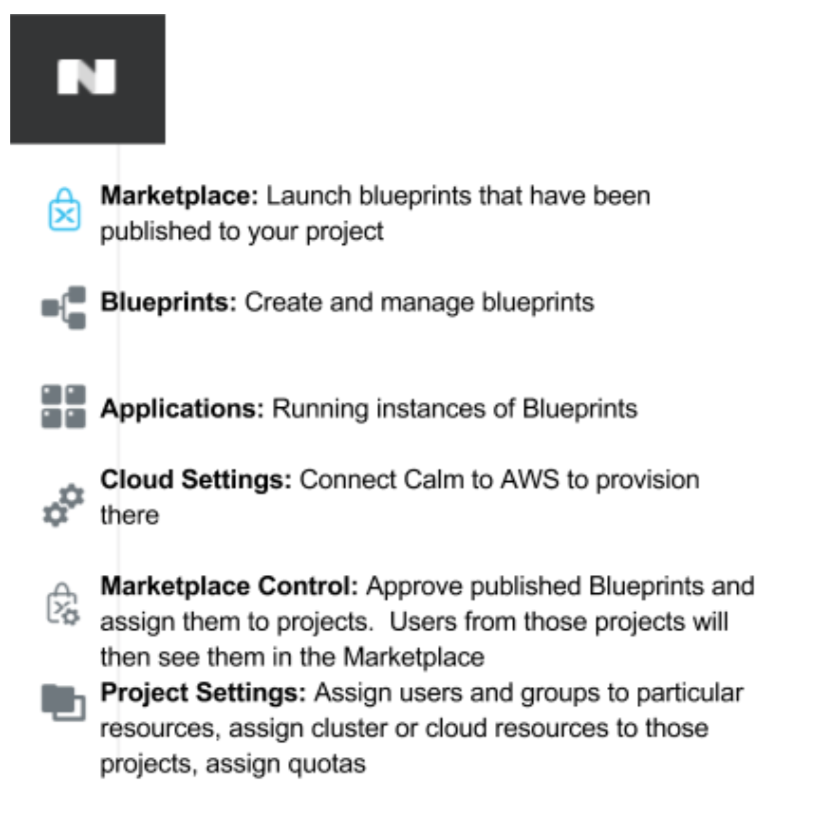 N
Marketplace: Launch blueprints that have been
published to your project
Blueprints: Create and manage blueprints
Applications: Running instances of Blueprints
Cloud Settings: Connect Calm to AWS to provision
there
Marketplace Control: Approve published Blueprints and
assign them to projects.  Users from those projects will
then see them in the Marketplace
Project Settings: Assign users and groups to particular
resources, assign cluster or cloud resources to those
projects, assign quotas